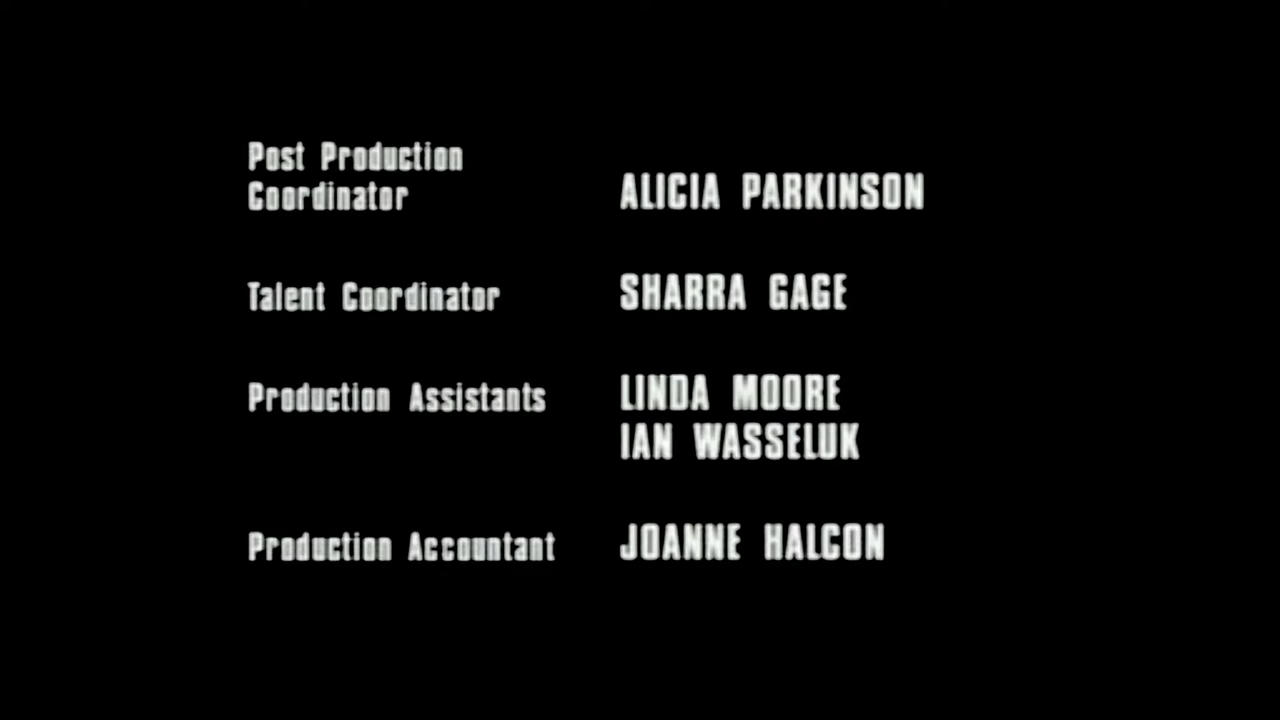 Post Production
Coordinator ALICIA PARKINSON
Talent Coordinator SHARRA GAGE
Production Assistants LINDA MOORE
IAN WASSELUK
Production Accountant JOANNE HALCON